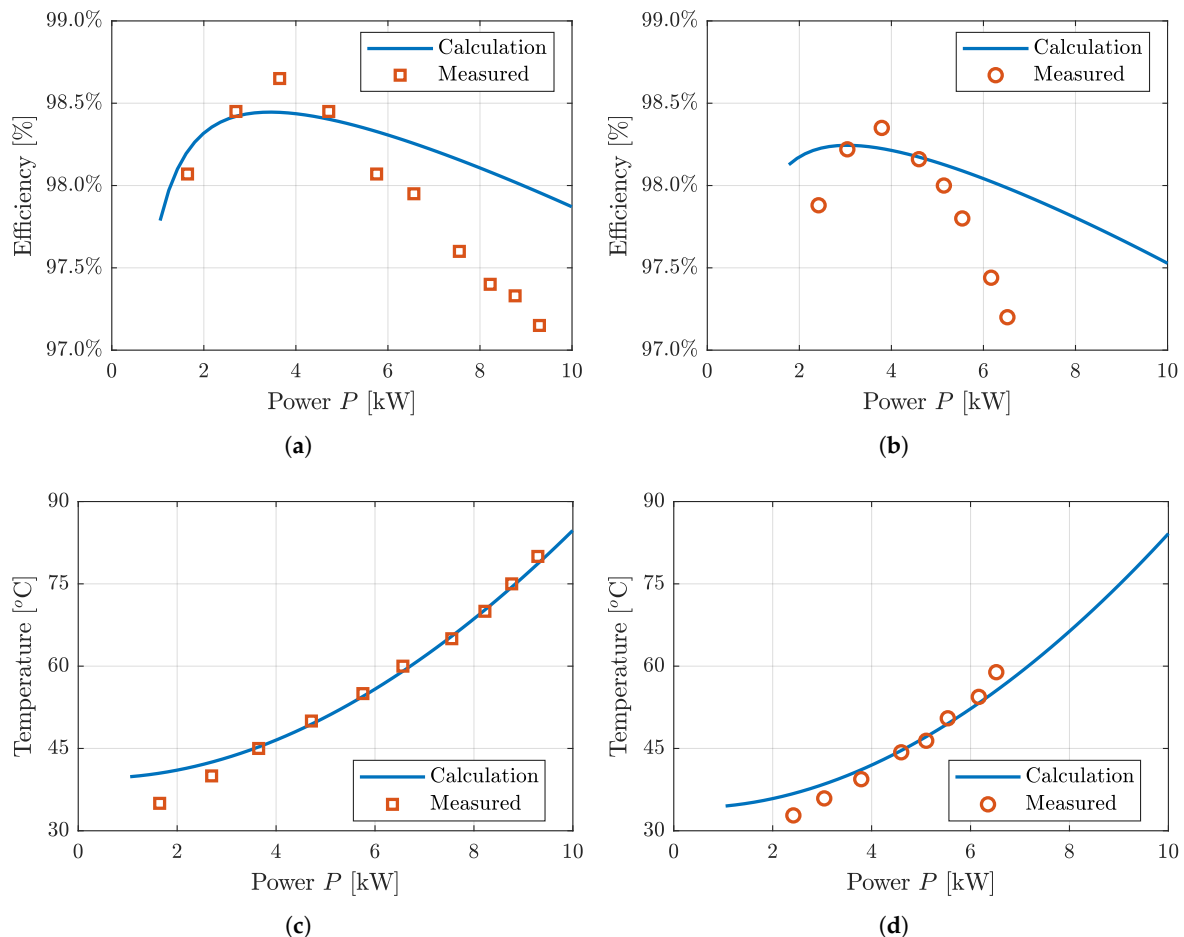 99.0%
98.5%
98.0%
97.5%
97.0%
Efficiency [%]
Calculation
Measured
0 2 4 6 8 10
Power P [kW]
(a)
99.0%
98.5%
98.0%
97.5%
97.0%
Efficiency [%]
Calculation
Measured
0 2 4 6 8 10
Power P [kW]
(b)
90
75
60
45
30
Temperature [°C]
Calculation
Measured
0 2 4 6 8 10
Power P [kW]
(c)
90
75
60
45
30
Temperature [°C]
Calculation
Measured
0 2 4 6 8 10
Power P [kW]
(d)